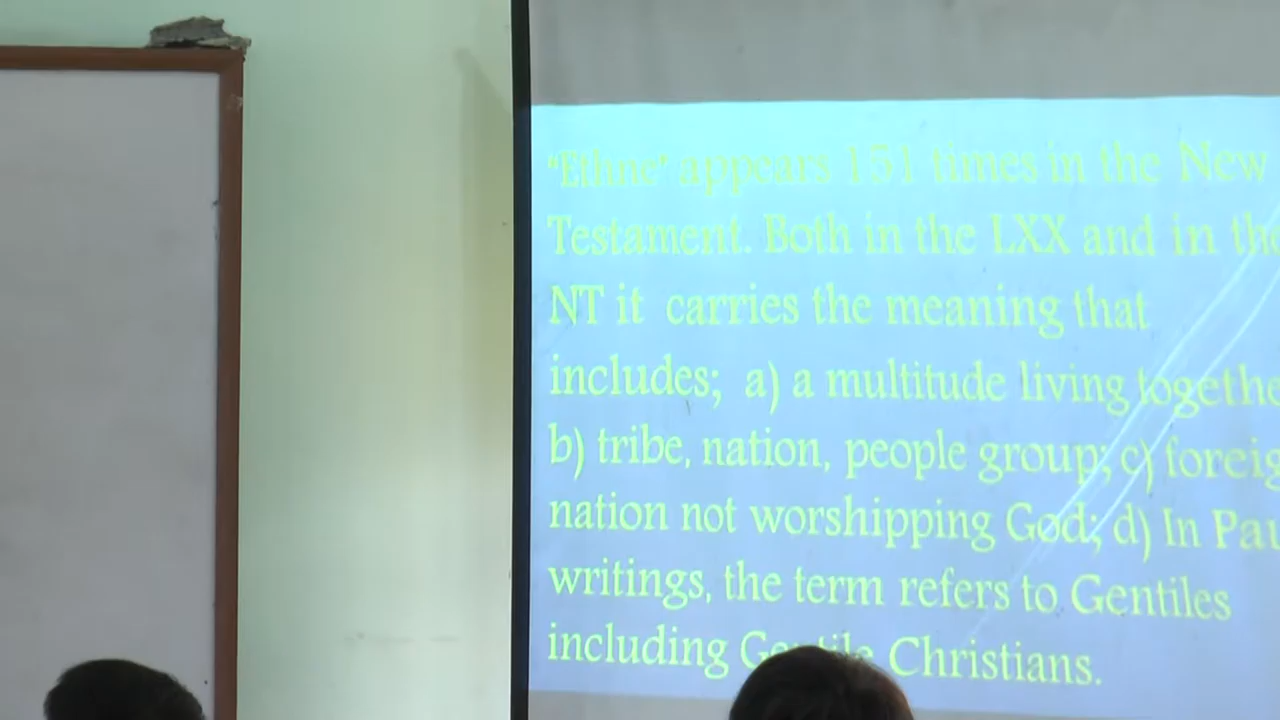 "Ethne" appears 151 times in the New
Testament. Both in the LXX and in the
NT it carries the meaning that
includes; a) a multitude living togethe
b) tribe, nation, people group; c) foreig
nation not worshipping God; d) In Pau
writings, the term refers to Gentiles
including Gentile Christians.